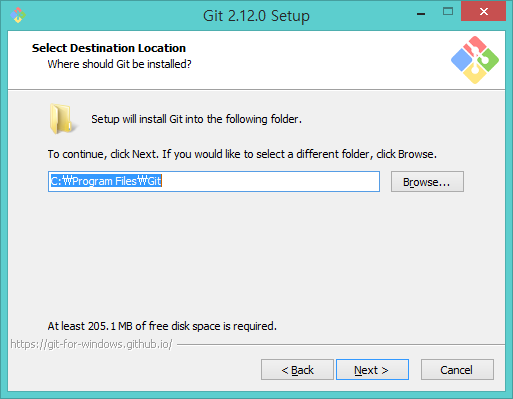 Git 2.12.0 Setup
Select Destination Location
Where should Git be installed?
Setup will install Git into the following folder.
To continue, click Next. If you would like to select a different folder, click Browse.
C:₩Program Files₩Git
Browse...
At least 205.1 MB of free disk space is required.
https://git-for-windows.github.io/
< Back
Next >
Cancel